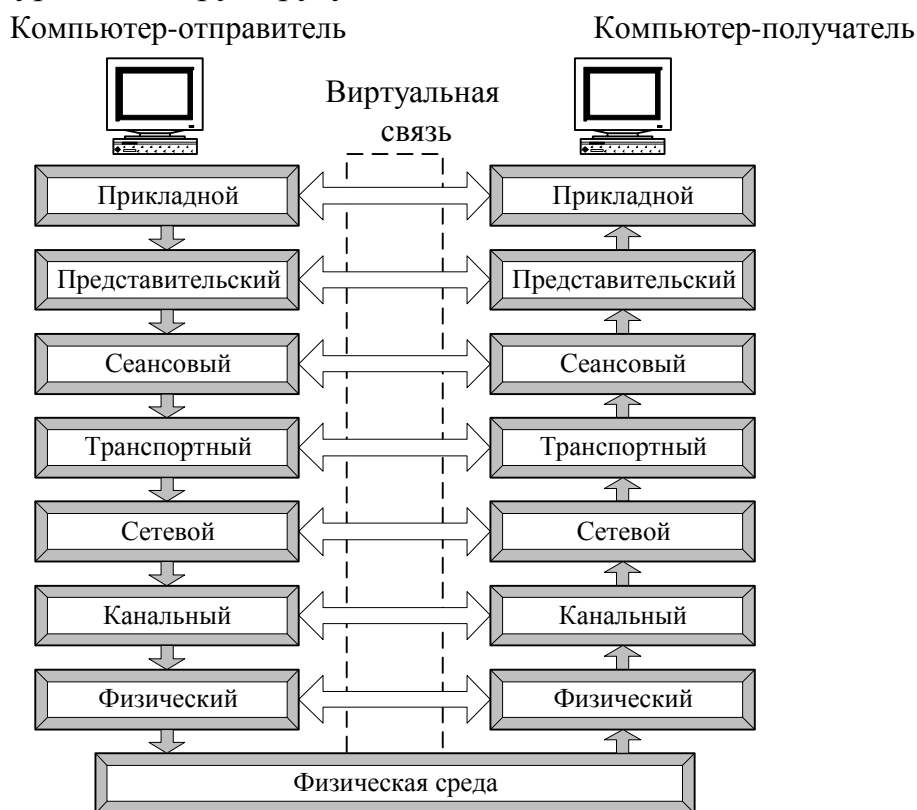 Компьютер-отправитель
Компьютер-получатель
Виртуальная
связь
Прикладной
Прикладной
Представительский
Представительский
Сеансовый
Сеансовый
Транспортный
Транспортный
Сетевой
Сетевой
Канальный
Канальный
Физический
Физический
Физическая среда